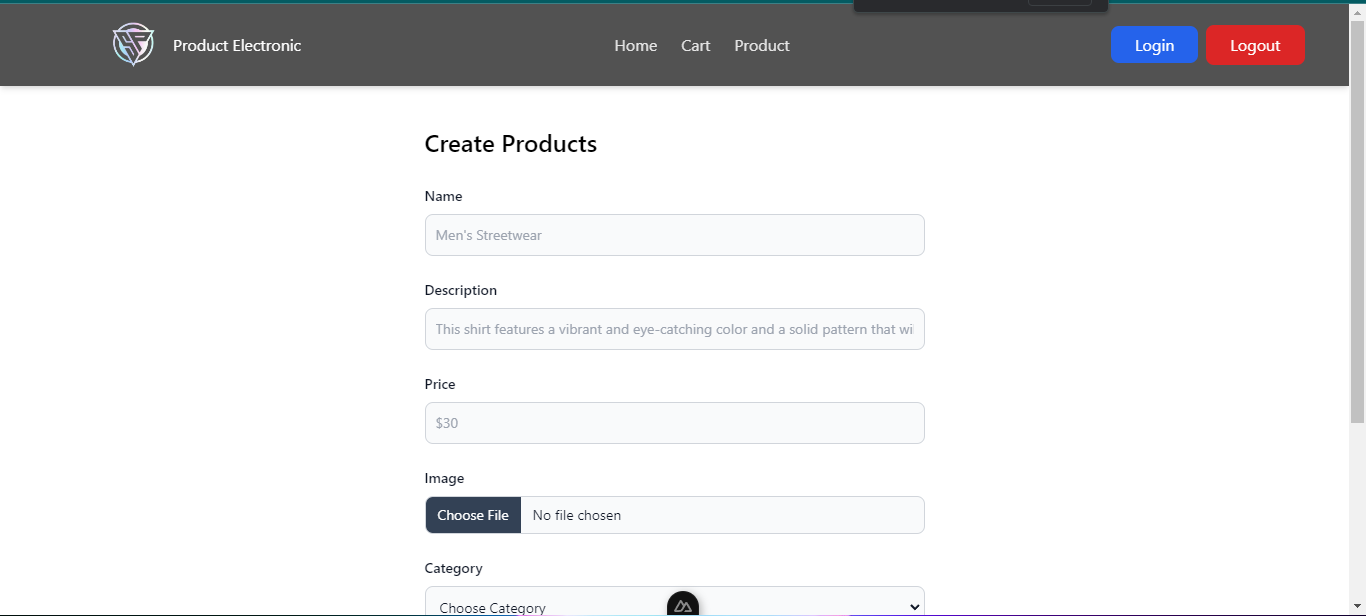 Product Electronic
Home Cart Product
Login Logout
Create Products
Name
Men's Streetwear
Description
This shirt features a vibrant and eye-catching color and a solid pattern that wi
Price
$30
Image
Choose File No file chosen
Category
Choose Category